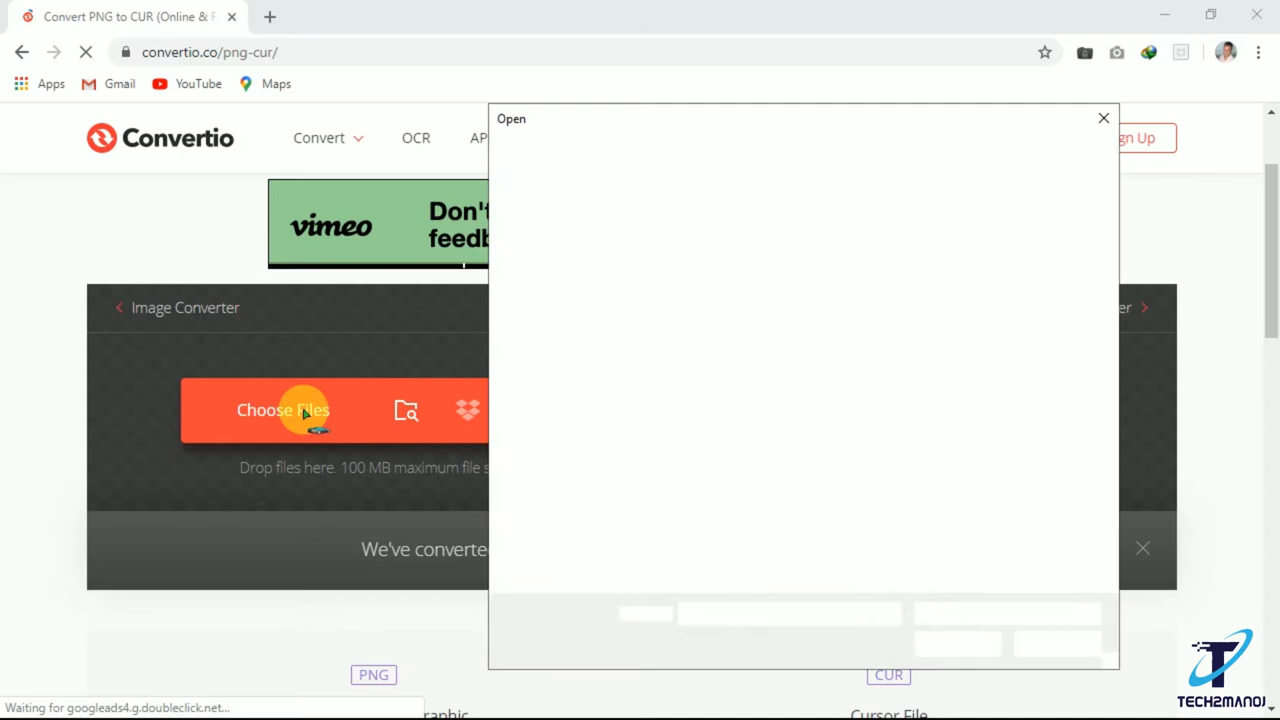 Convert PNG to CUR (Online & F
convertio.co/png-cur/
Apps
Gmail
YouTube
Maps
Open
Convertio
Convert
OCR
AP
gn Up
vimeo
Don't
feedb
Image Converter
er
Choose Files
Drop files here. 100 MB maximum file s
We've converted
PNG
CUR
raphic
Cursor File
Waiting for googleads4.g.doubleclick.net...
TECH2MANOJ